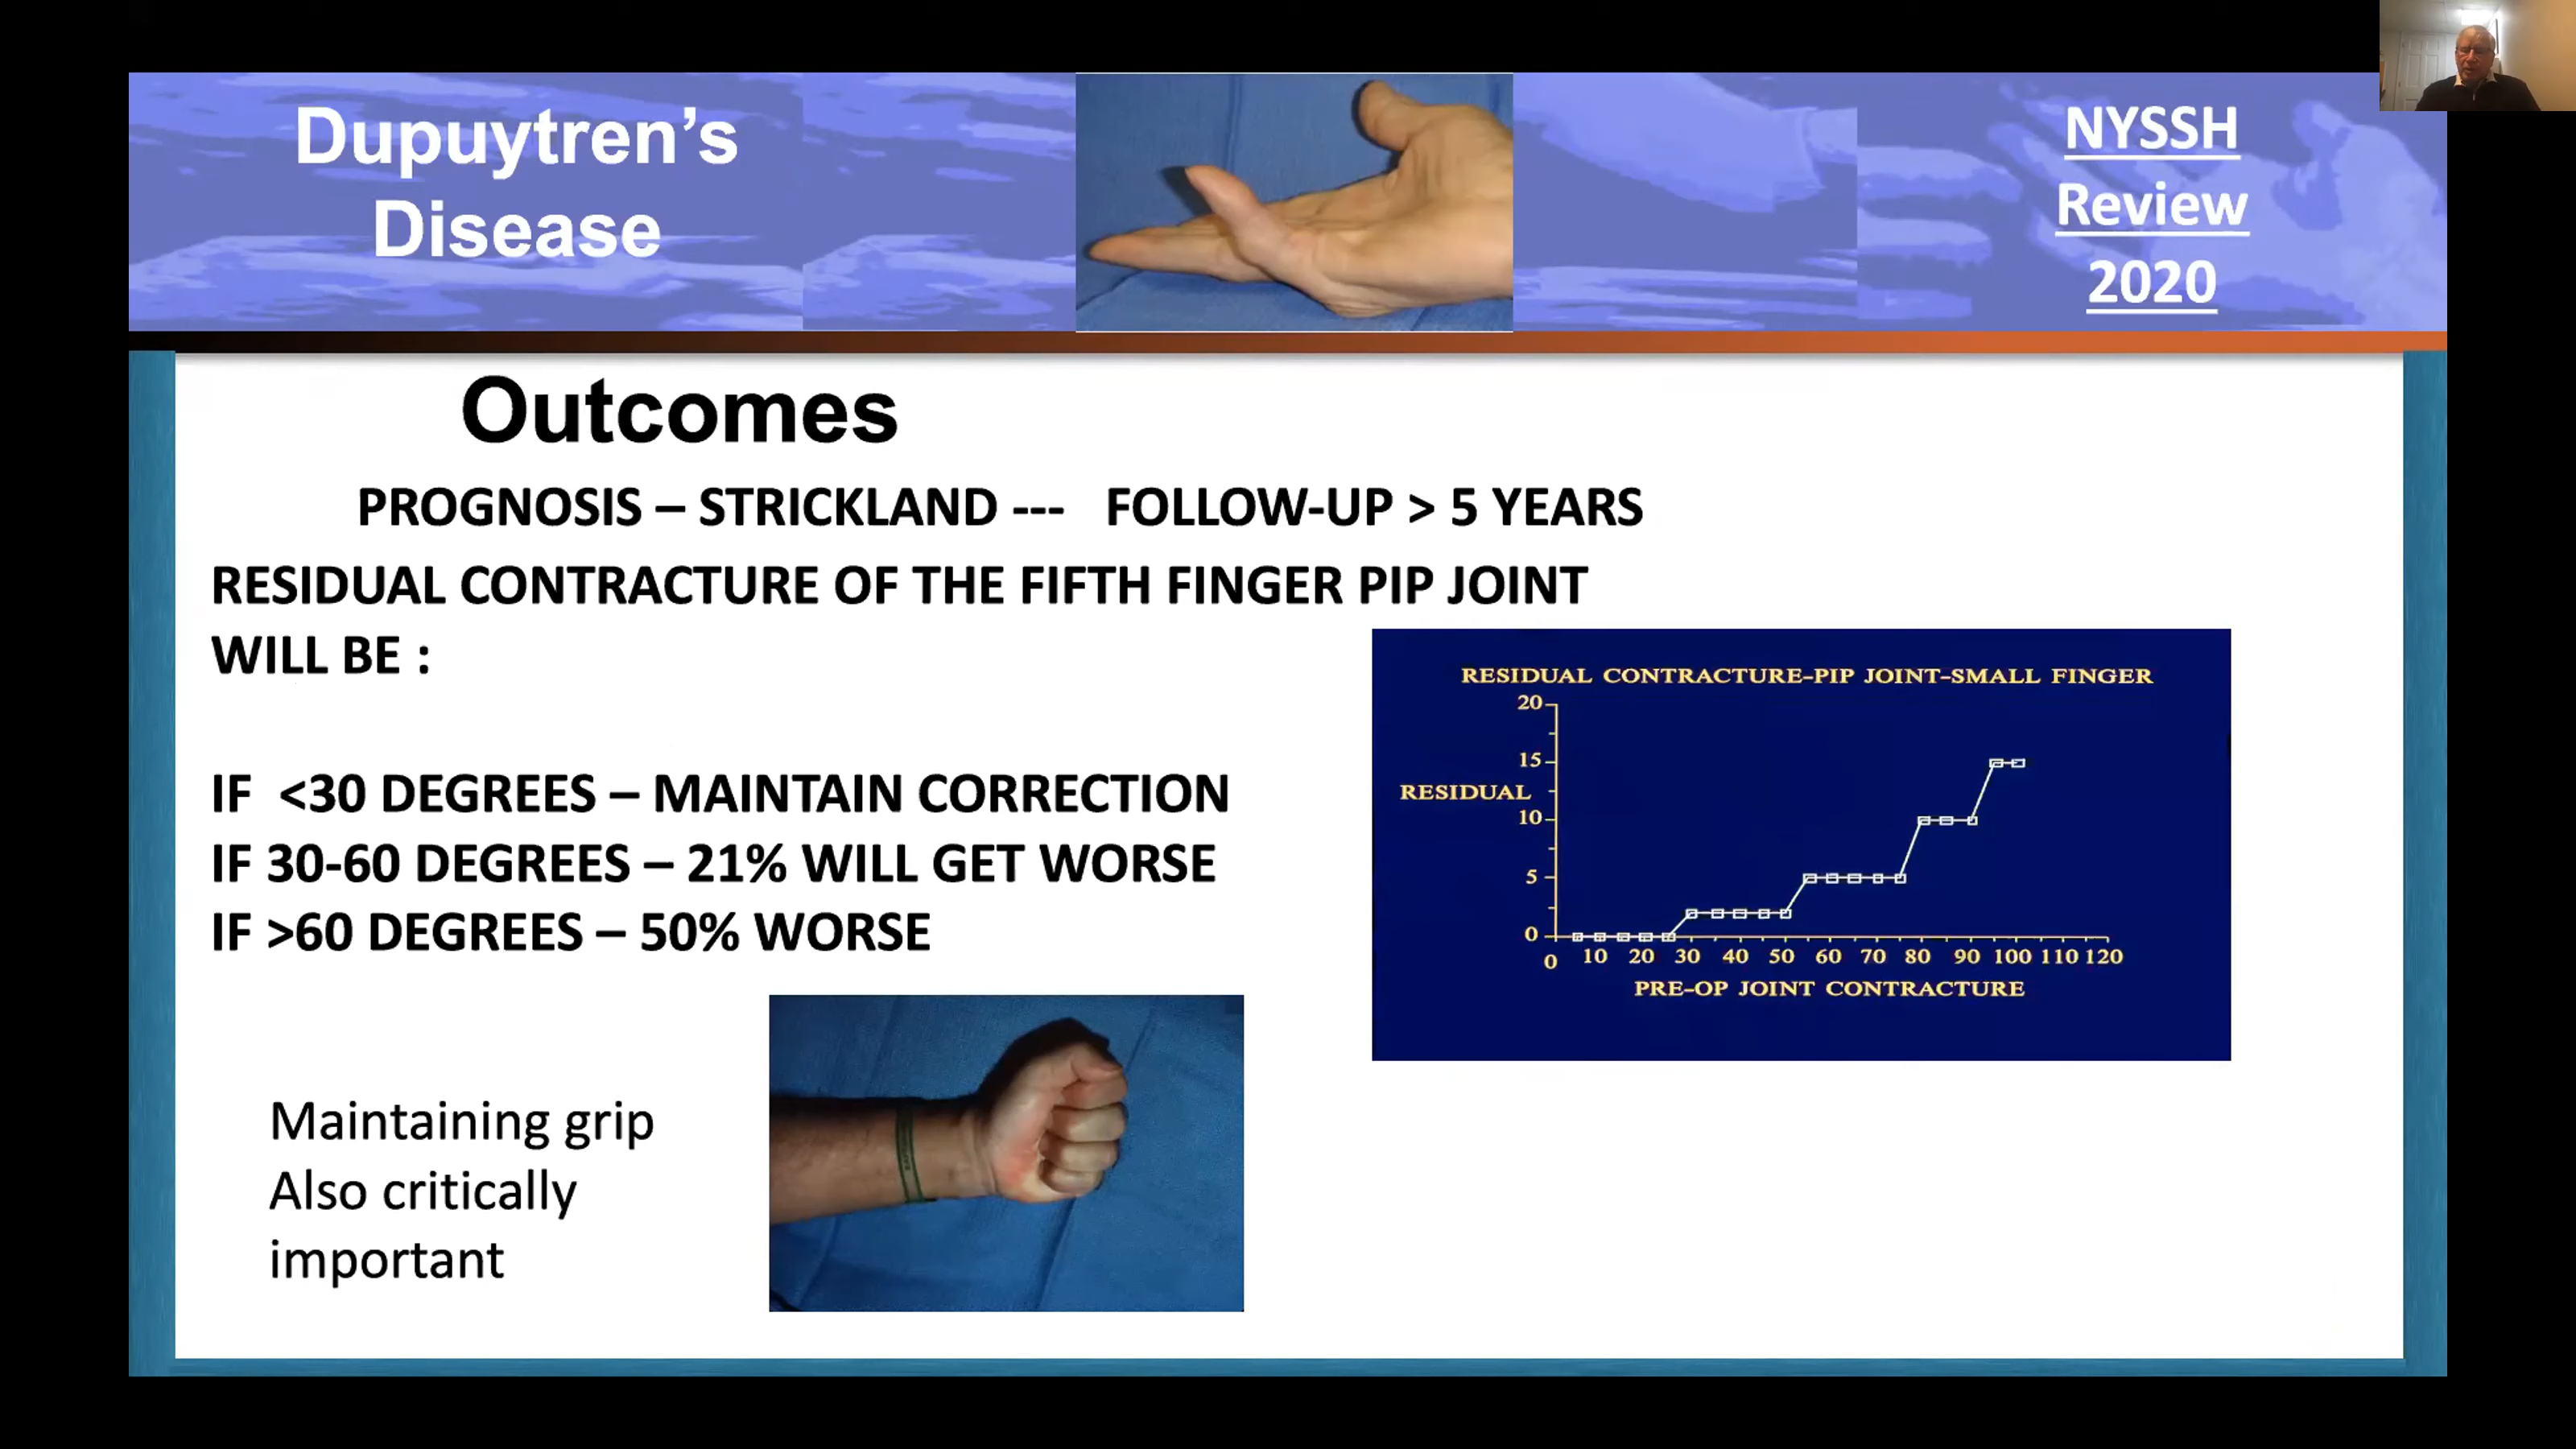 Dupuytren’s
Disease
NYSSH
Review
2020
Outcomes
PROGNOSIS – STRICKLAND --- FOLLOW-UP > 5 YEARS
RESIDUAL CONTRACTURE OF THE FIFTH FINGER PIP JOINT
WILL BE :
IF <30 DEGREES – MAINTAIN CORRECTION
IF 30-60 DEGREES – 21% WILL GET WORSE
IF >60 DEGREES – 50% WORSE
RESIDUAL CONTRACTURE-PIP JOINT-SMALL FINGER
20
15
RESIDUAL
10
5
0
0 10 20 30 40 50 60 70 80 90 100 110 120
PRE-OP JOINT CONTRACTURE
Maintaining grip
Also critically
important